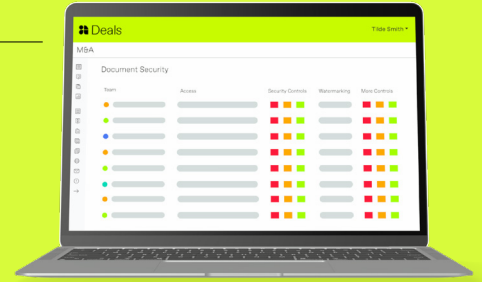 Deals
Tilde Smith
M&A
Document Security
Team
Access
Security Controls
Watermarking
More Controls